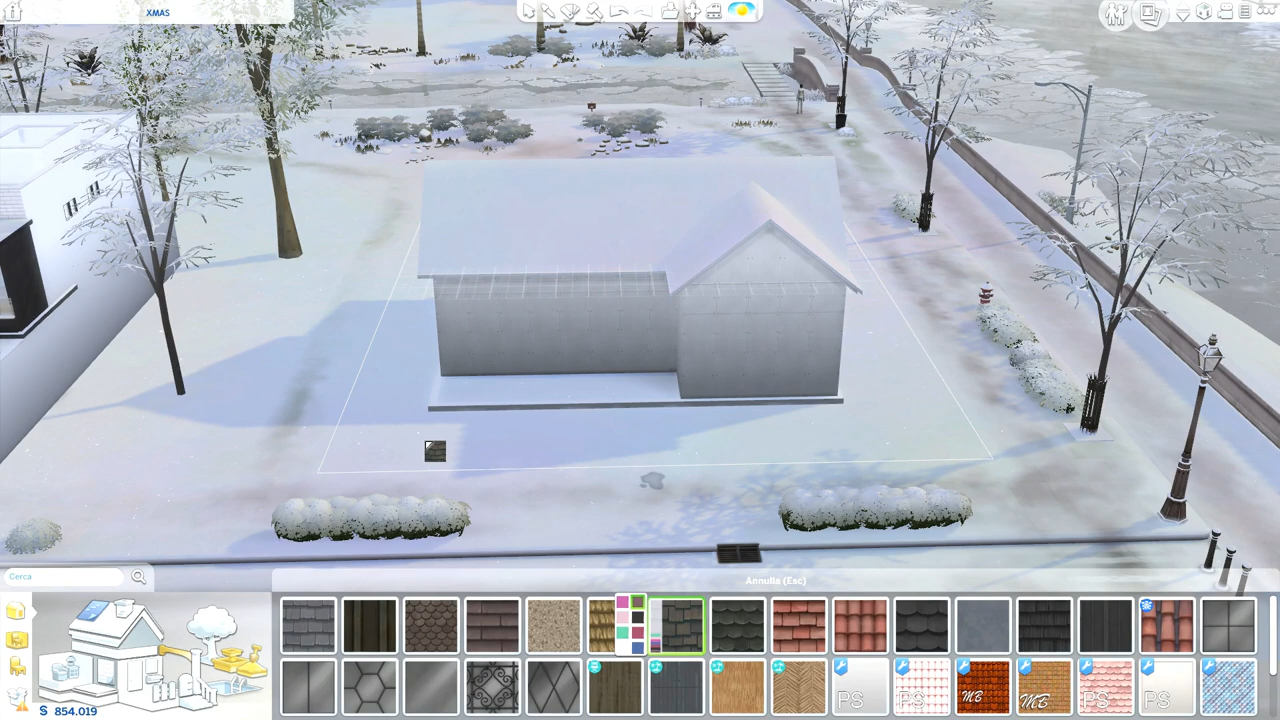 XMAS
Annulla (Esc)
Cerca
PS
PS
MB
MB
PS
PS
$ 854.019